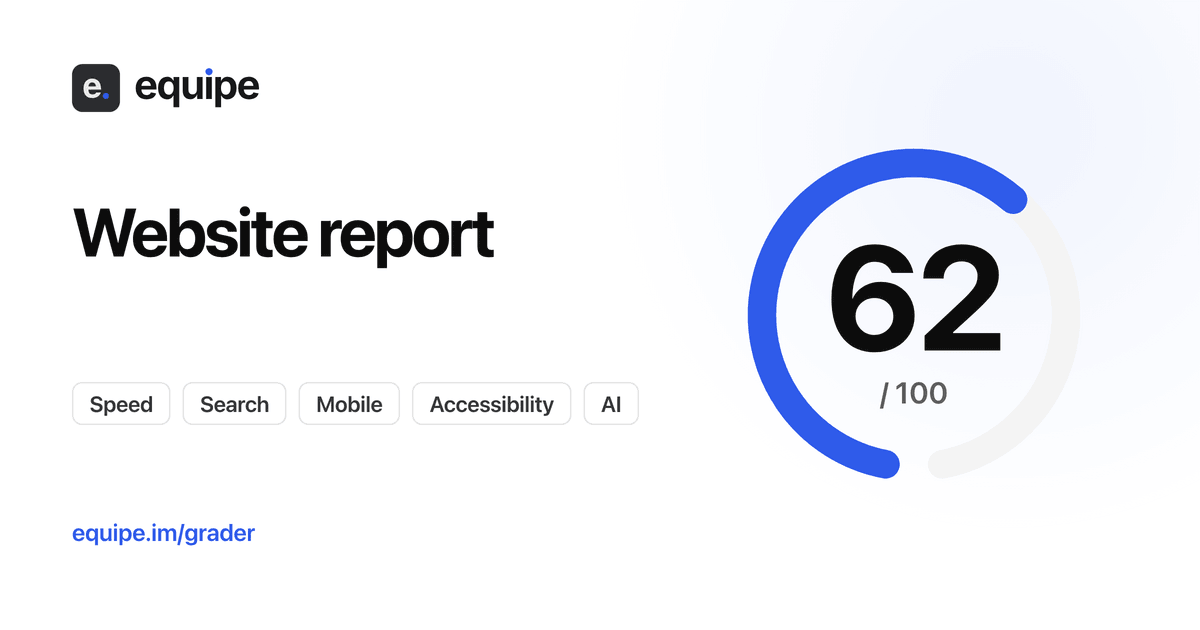 e.
equipe
Website report
62
/ 100
Speed
Search
Mobile
Accessibility
AI
equipe.im/grader